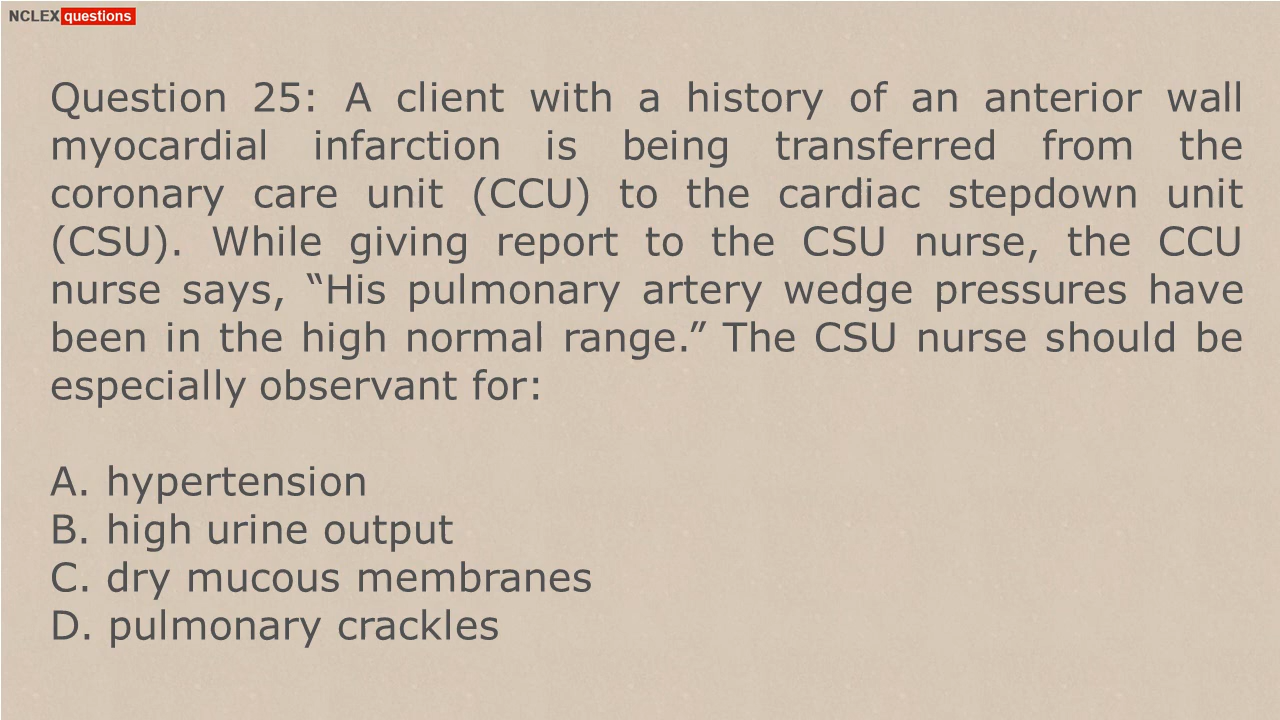 NCLEX questions
Question 25: A client with a history of an anterior wall
myocardial infarction is being transferred from the
coronary care unit (CCU) to the cardiac stepdown unit
(CSU). While giving report to the CSU nurse, the CCU
nurse says, “His pulmonary artery wedge pressures have
been in the high normal range.” The CSU nurse should be
especially observant for:
A. hypertension
B. high urine output
C. dry mucous membranes
D. pulmonary crackles